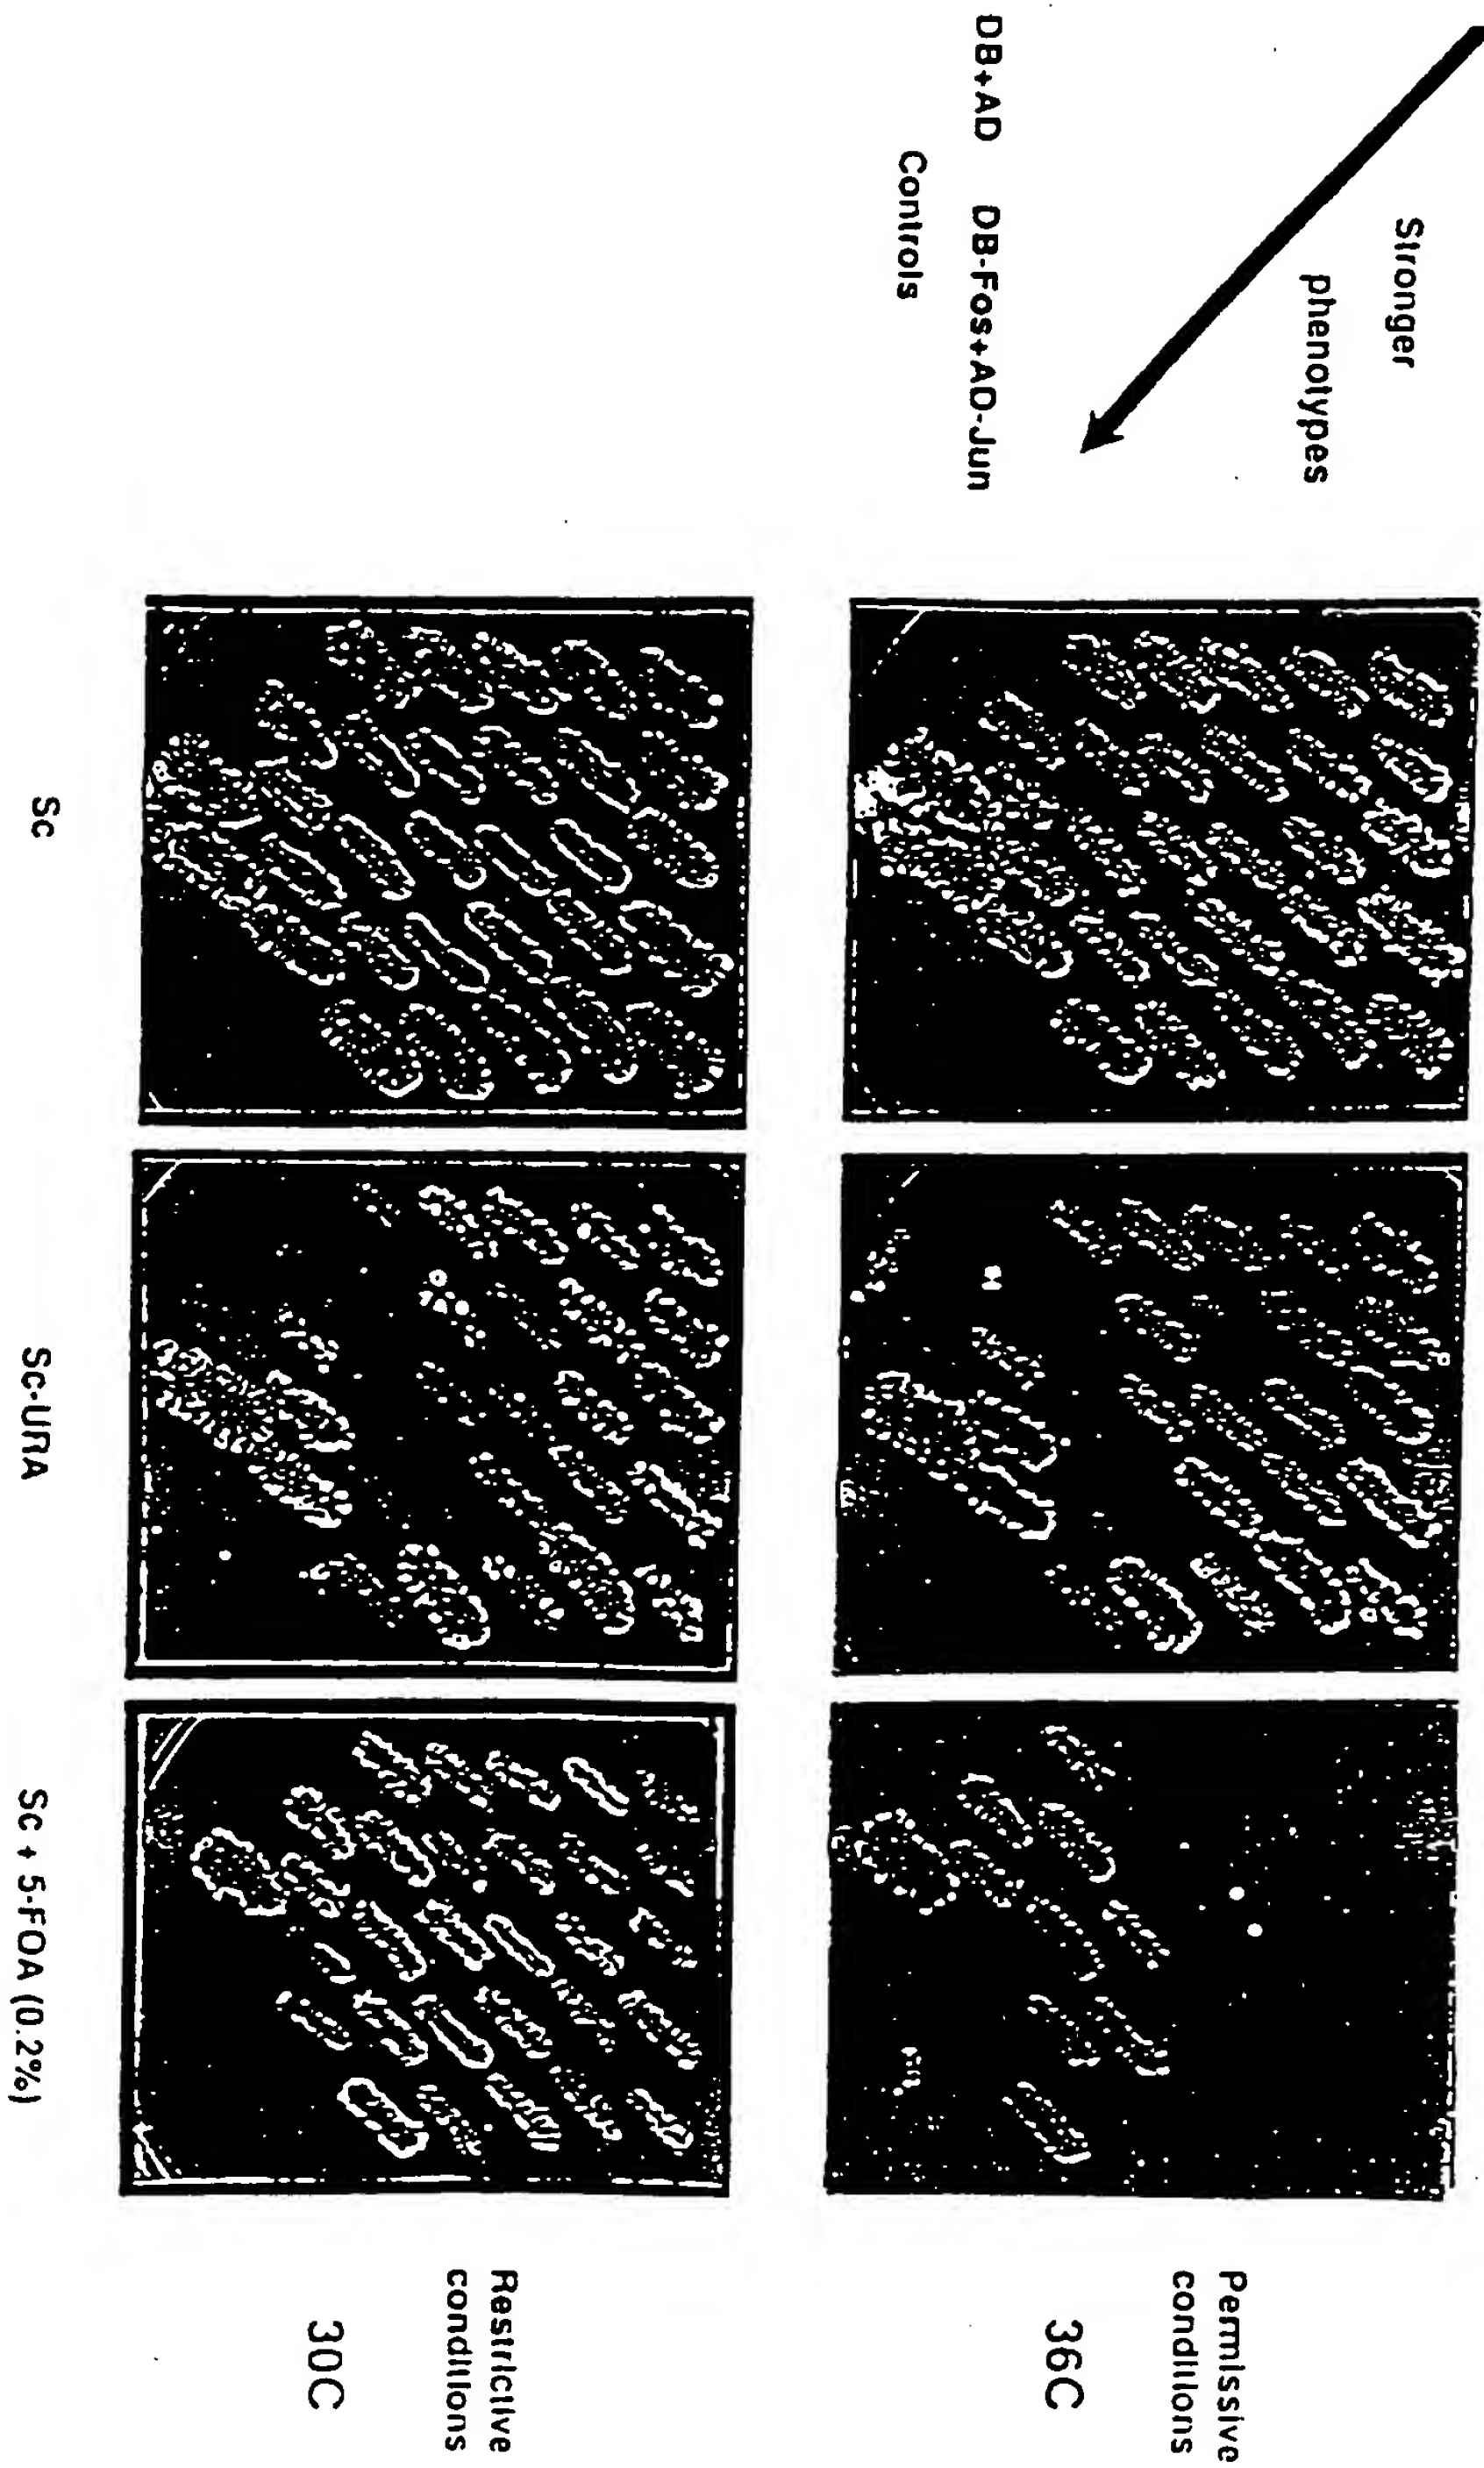 Stronger
phenotypes
DB+AD DB-Fos+AD-Jun
Controls
Permissive
conditions
36C
Restrictive
conditions
30C
Sc
Sc-URA
Sc + 5-FOA (0.2%)